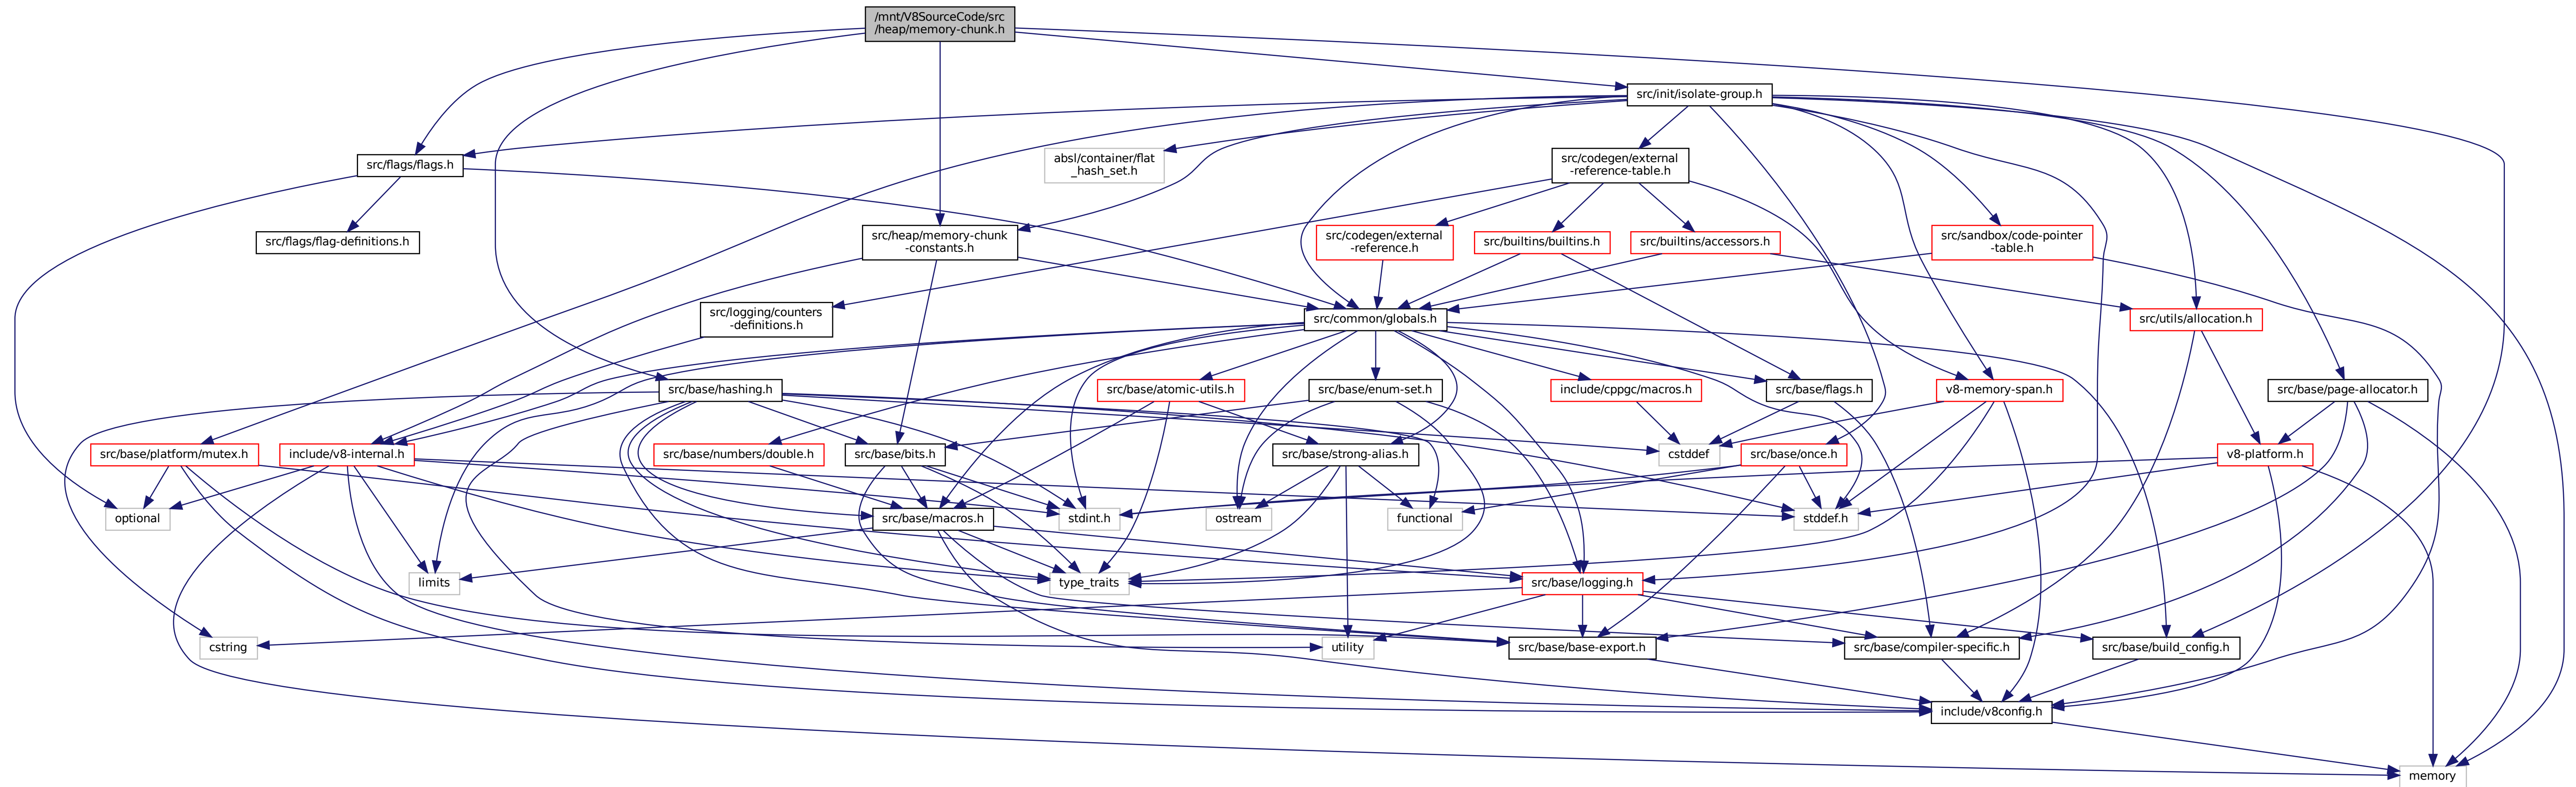 /mnt/V8SourceCode/src
/heap/memory-chunk.h
src/init/isolate-group.h
src/flags/flags.h
absl/container/flat
_hash_set.h
src/codegen/external
-reference-table.h
src/flags/flag-definitions.h
src/heap/memory-chunk
-constants.h
src/codegen/external
-reference.h
src/builtins/builtins.h
src/builtins/accessors.h
src/sandbox/code-pointer
-table.h
src/logging/counters
-definitions.h
src/common/globals.h
src/utils/allocation.h
src/base/hashing.h
src/base/atomic-utils.h
src/base/enum-set.h
include/cppgc/macros.h
src/base/flags.h
v8-memory-span.h
src/base/page-allocator.h
src/base/platform/mutex.h
include/v8-internal.h
src/base/numbers/double.h
src/base/bits.h
src/base/strong-alias.h
cstddef
src/base/once.h
v8-platform.h
optional
src/base/macros.h
stdint.h
ostream
functional
stddef.h
limits
type_traits
src/base/logging.h
cstring
src/base/base-export.h
utility
src/base/compiler-specific.h
src/base/build_config.h
include/v8config.h
memory